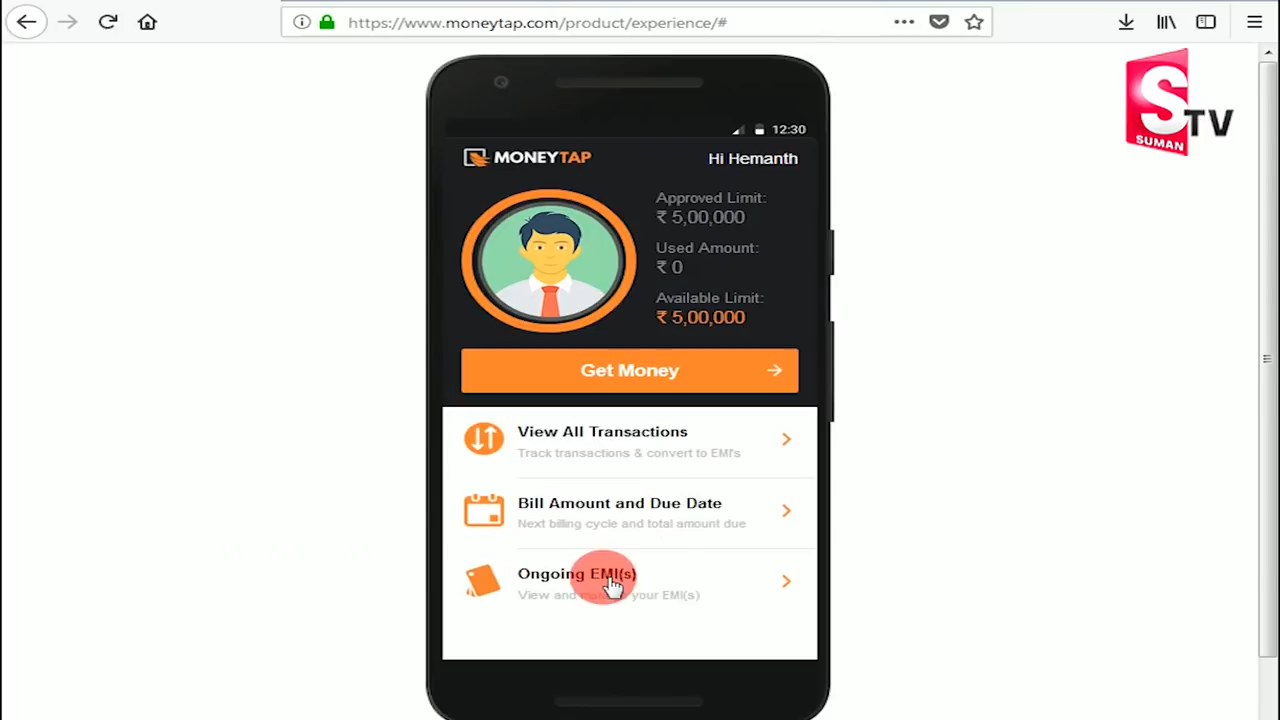 https://www.moneytap.com/product/experience/#
S TV
SUMAN
12:30
MONEYTAP
Hi Hemanth
Approved Limit:
₹ 5,00,000
Used Amount:
₹ 0
Available Limit:
₹ 5,00,000
Get Money
View All Transactions
Track transactions & convert to EMI's
Bill Amount and Due Date
Next billing cycle and total amount due
Ongoing EMI(s)
View and manage your EMI(s)